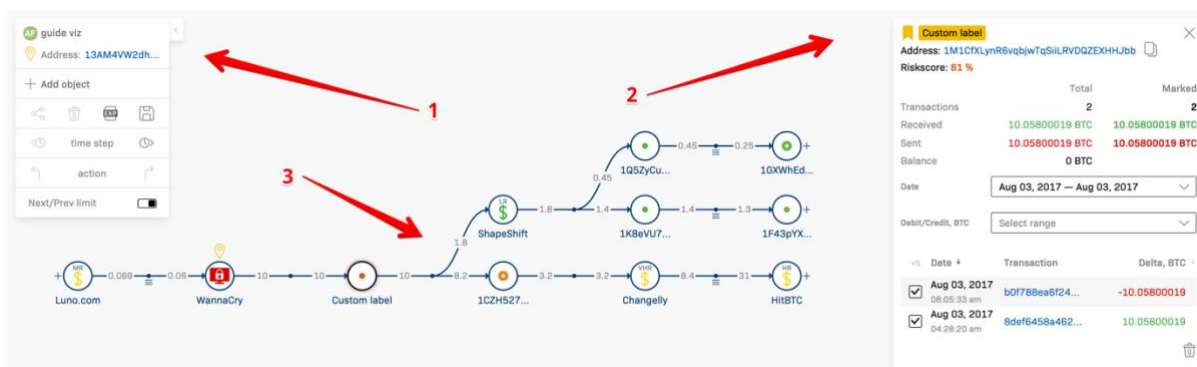 AF guide viz
Address: 13AM4VW2dh...
+ Add object
time step
action
Next/Prev limit
1
2
3
Custom label
Address: 1M1CfXLynR6vqbjwTqSiiLRVDQZEXHHJbb
Riskscore: 81 %
Total Marked
Transactions 2 2
Received 10.05800019 BTC 10.05800019 BTC
Sent 10.05800019 BTC 10.05800019 BTC
Balance 0 BTC
Date Aug 03, 2017 — Aug 03, 2017
Debit/Credit, BTC Select range
Date Transaction Delta, BTC
Aug 03, 2017
08:05:33 am
b0f788ea6f24... -10.05800019
Aug 03, 2017
04:28:20 am
8def6458a462... 10.05800019
0.45 0.25
1Q5ZyCu... 1GXWhEd...
0.45
LR
1.8 1.4 1.4 1.3
ShapeShift 1K8eVU7... 1F43pYX...
1.8
MR VHR HR
0.069 0.06 10 10 10 8.2 3.2 3.2 8.4 31
Luno.com WannaCry Custom label 1CZH527... Changelly HitBTC